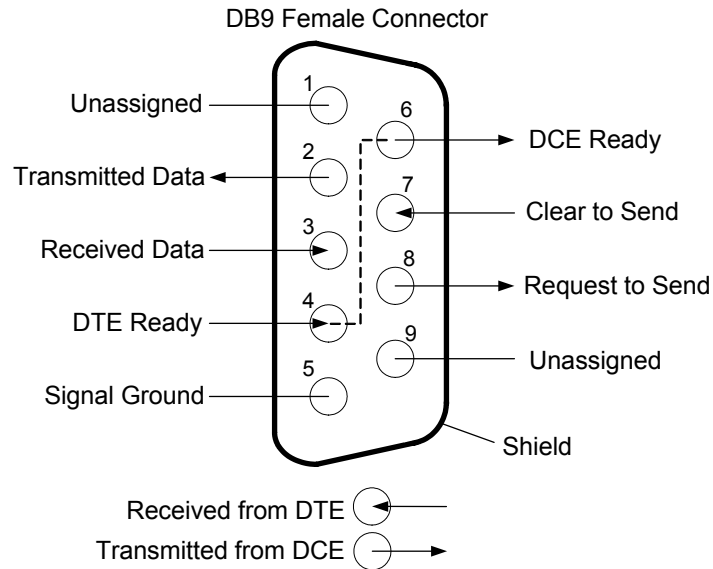 DB9 Female Connector
1
Unassigned
6
DCE Ready
2
Transmitted Data
7
Clear to Send
3
Received Data
8
Request to Send
4
DTE Ready
9
Unassigned
5
Signal Ground
Shield
Received from DTE
Transmitted from DCE